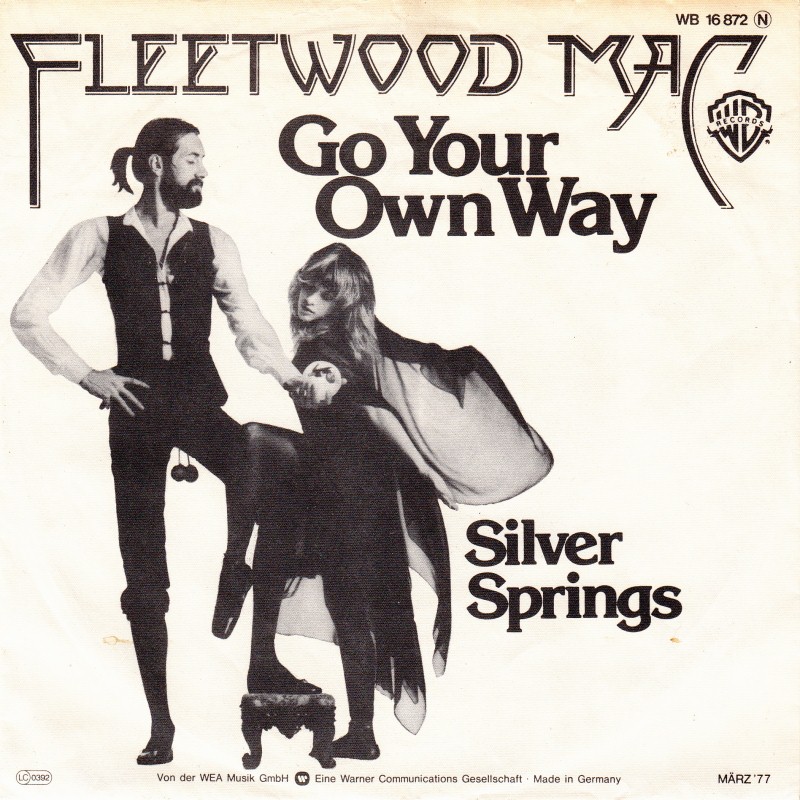 WB 16 872 N
FLEETWOOD MAC
WB
RECORDS
Go Your
Own Way
Silver
Springs
LC 0392
Von der WEA Musik GmbH W Eine Warner Communications Gesellschaft · Made in Germany
MÄRZ '77